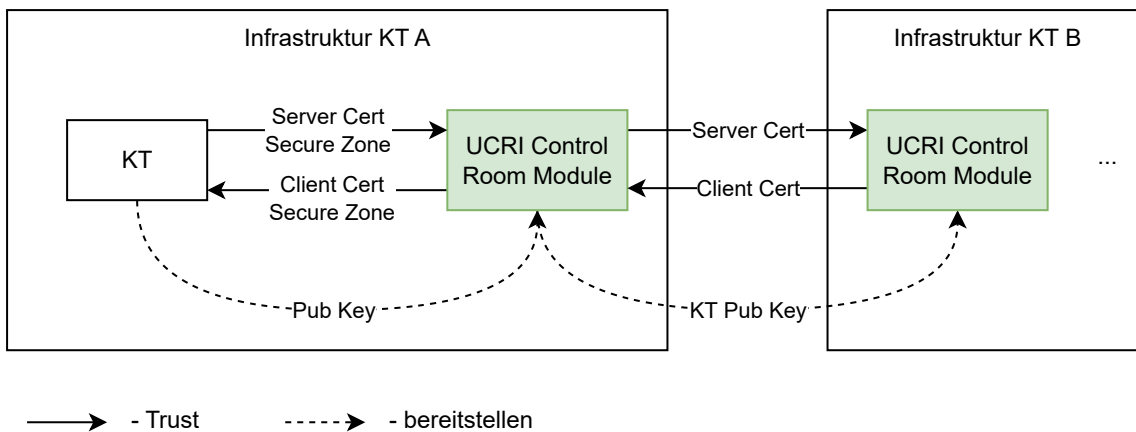 Infrastruktur KT A
Infrastruktur KT B
Server Cert
Secure Zone
KT
Client Cert
Secure Zone
UCRI Control
Room Module
Server Cert
Client Cert
UCRI Control
Room Module
...
Pub Key
KT Pub Key
- Trust
- bereitstellen